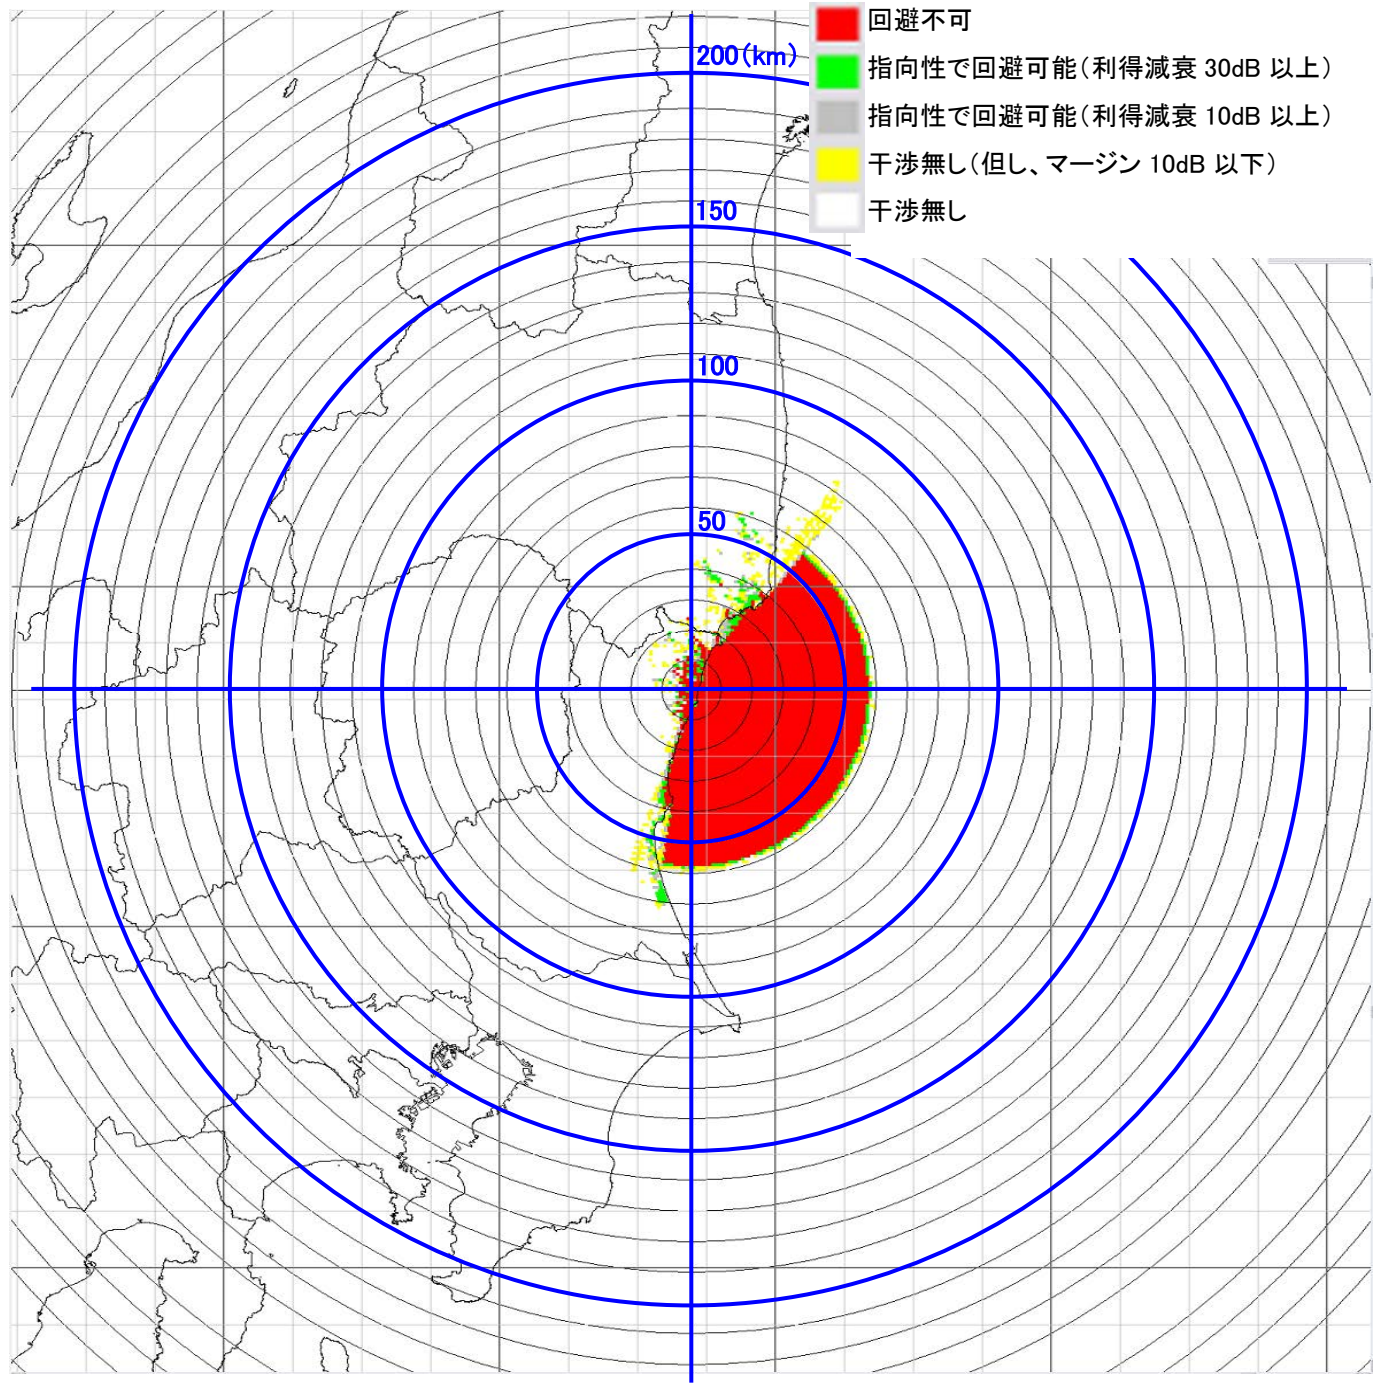 回避不可
指向性で回避可能(利得減衰 30dB 以上)
指向性で回避可能(利得減衰 10dB 以上)
干渉無し(但し、マージン 10dB 以下)
干渉無し
200(km)
150
100
50